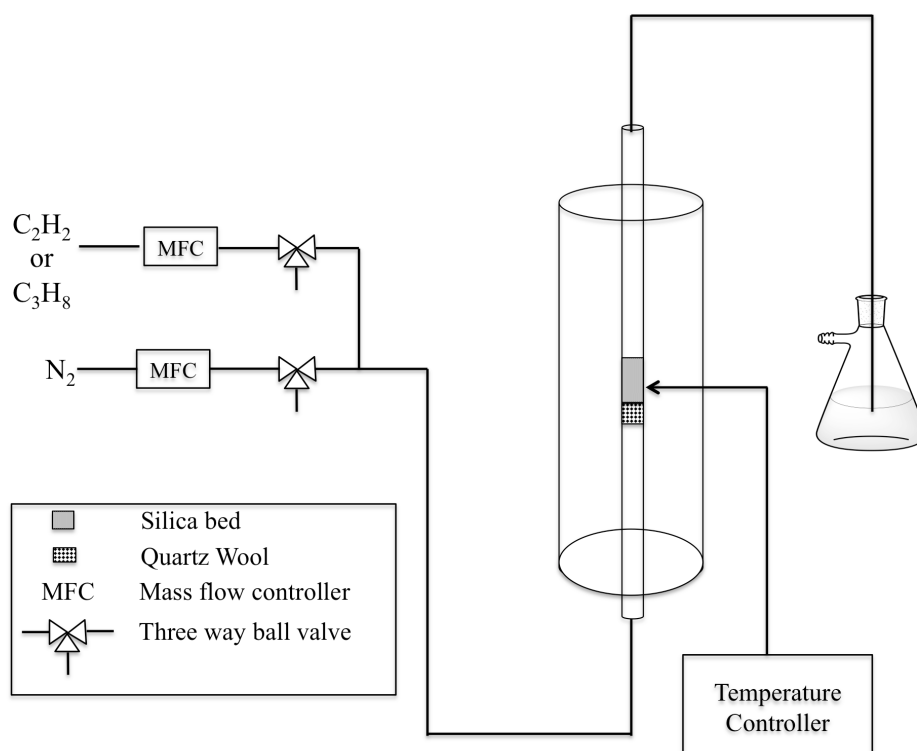 C₂H₂
or
C₃H₈
MFC
N₂
MFC
Silica bed
Quartz Wool
MFC Mass flow controller
Three way ball valve
Temperature
Controller